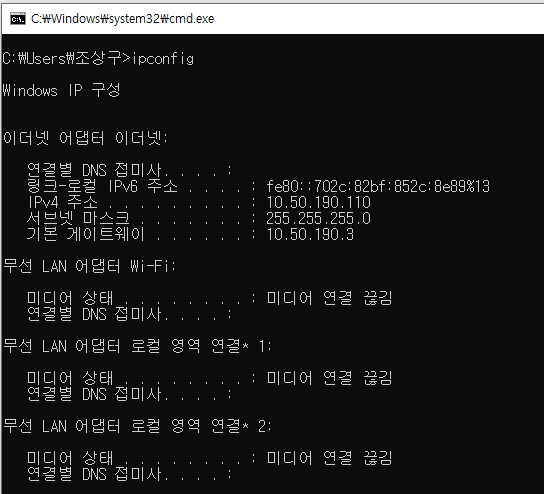 C:₩Windows₩system32₩cmd.exe
C:₩Users₩조상구>ipconfig
Windows IP 구성
이더넷 어댑터 이더넷:
연결별 DNS 접미사. . . . :
링크-로컬 IPv6 주소 . . . . : fe80::702c:82bf:852c:8e89%13
IPv4 주소 . . . . . . . . . : 10.50.190.110
서브넷 마스크 . . . . . . . : 255.255.255.0
기본 게이트웨이 . . . . . . : 10.50.190.3
무선 LAN 어댑터 Wi-Fi:
미디어 상태 . . . . . . . . : 미디어 연결 끊김
연결별 DNS 접미사. . . . :
무선 LAN 어댑터 로컬 영역 연결* 1:
미디어 상태 . . . . . . . . : 미디어 연결 끊김
연결별 DNS 접미사. . . . :
무선 LAN 어댑터 로컬 영역 연결* 2:
미디어 상태 . . . . . . . . : 미디어 연결 끊김
연결별 DNS 접미사. . . . :